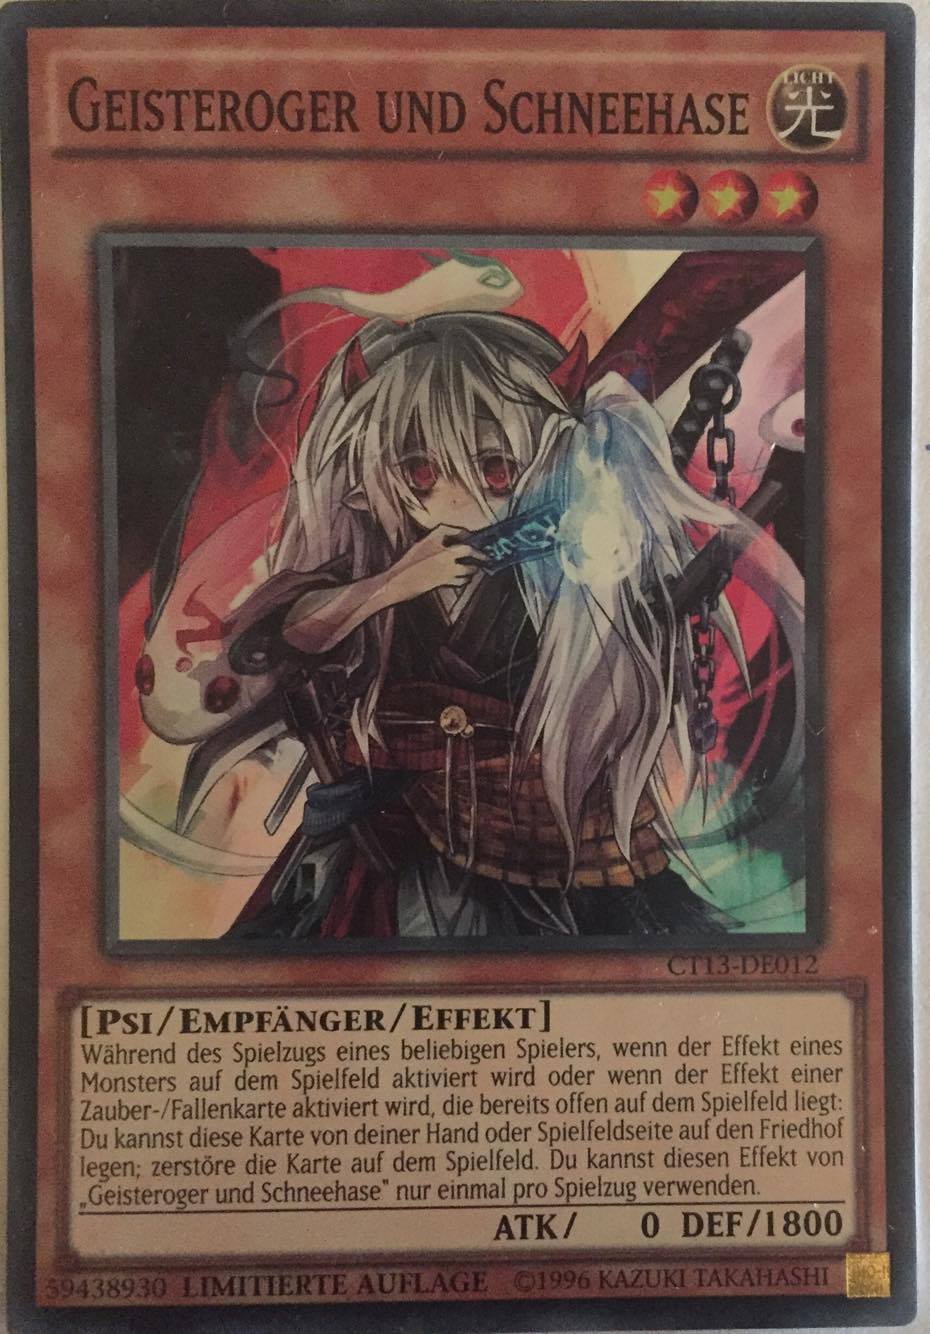 GEISTEROGER UND SCHNEEHASE
LICHT
光
CT13-DE012
[PSI/EMPFÄNGER/EFFEKT]
Während des Spielzugs eines beliebigen Spielers, wenn der Effekt eines
Monsters auf dem Spielfeld aktiviert wird oder wenn der Effekt einer
Zauber-/Fallenkarte aktiviert wird, die bereits offen auf dem Spielfeld liegt:
Du kannst diese Karte von deiner Hand oder Spielfeldseite auf den Friedhof
legen; zerstöre die Karte auf dem Spielfeld. Du kannst diesen Effekt von
„Geisteroger und Schneehase" nur einmal pro Spielzug verwenden.
ATK/ 0 DEF/1800
59438930 LIMITIERTE AUFLAGE ©1996 KAZUKI TAKAHASHI